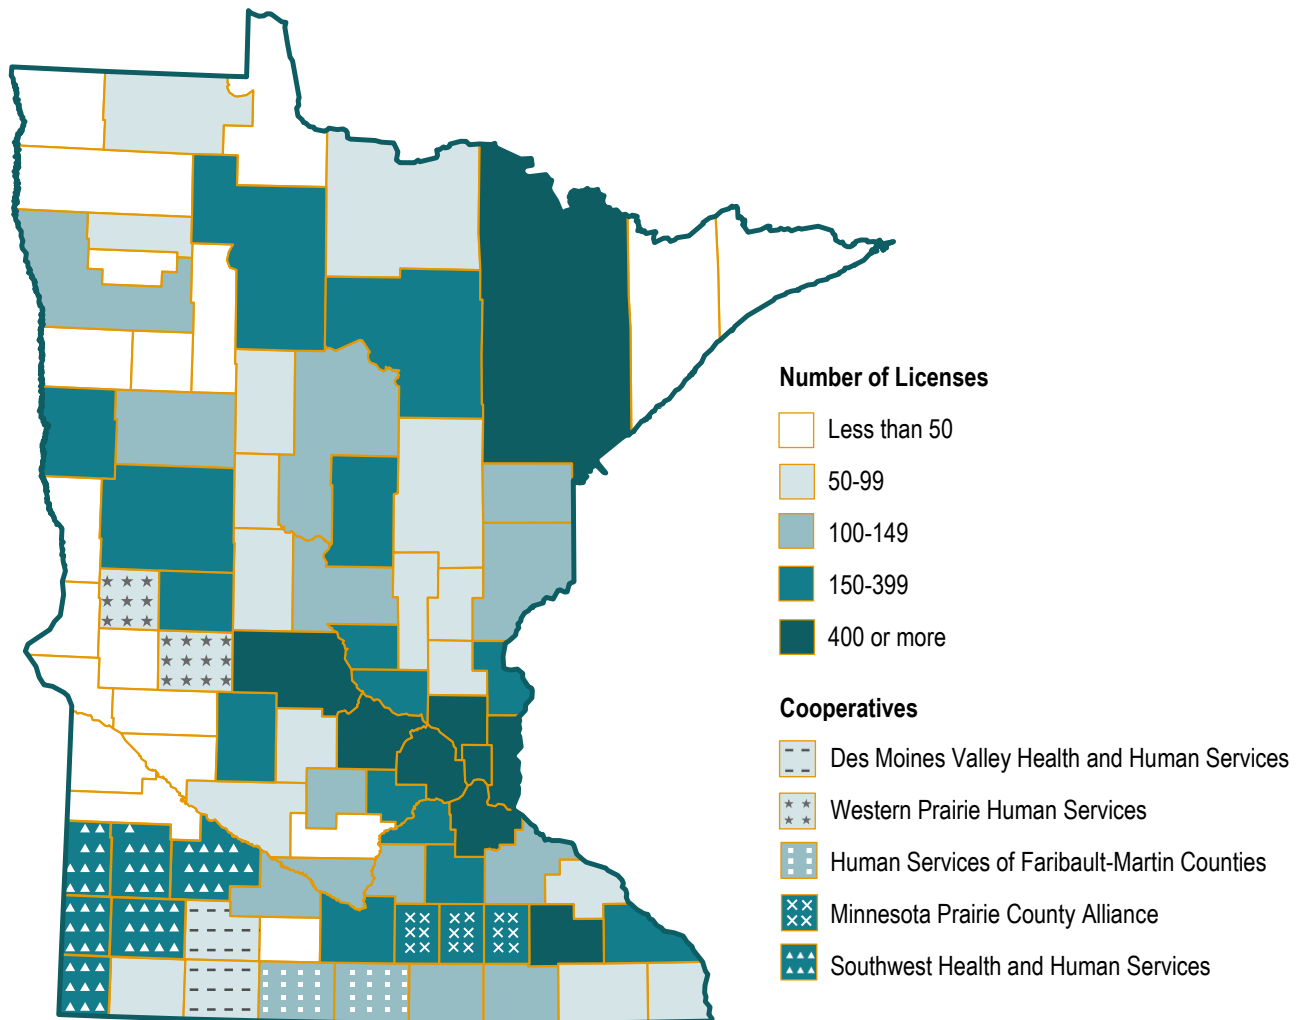 Number of Licenses
Less than 50
50-99
100-149
150-399
400 or more
Cooperatives
Des Moines Valley Health and Human Services
Western Prairie Human Services
Human Services of Faribault-Martin Counties
Minnesota Prairie County Alliance
Southwest Health and Human Services